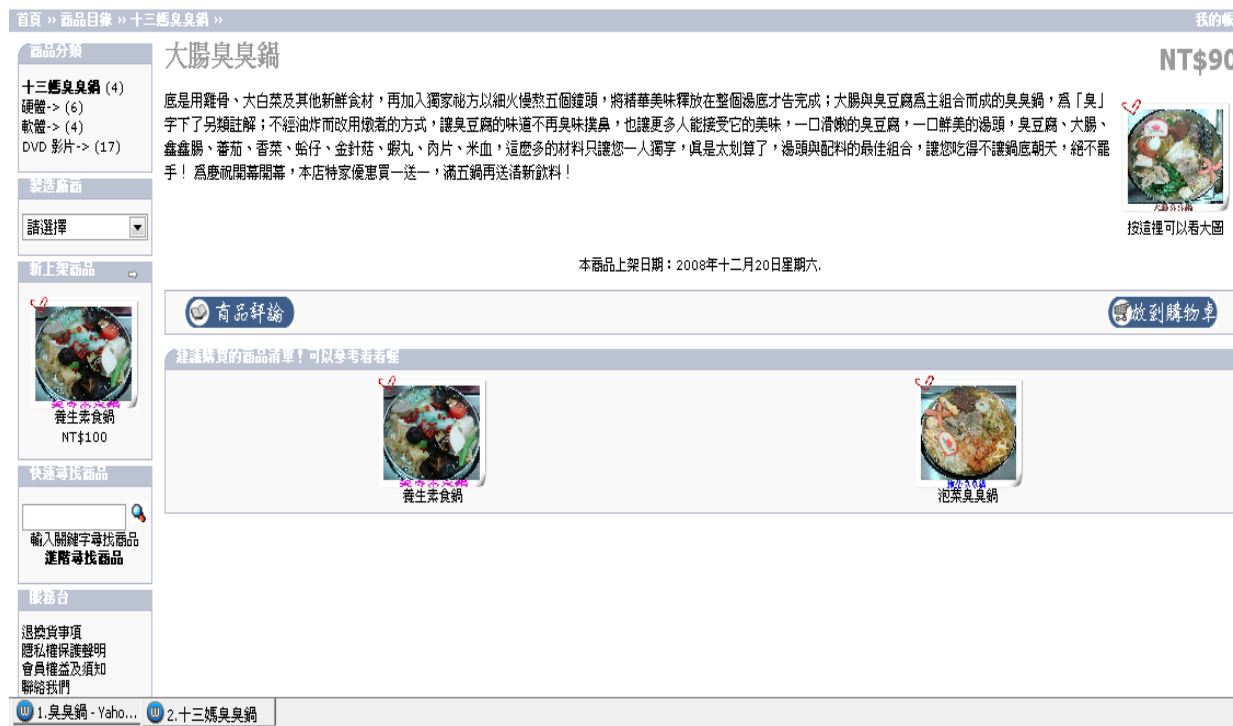 首頁 » 商品目錄 » 十三媽臭臭鍋 »
我的帳
商品分類
十三媽臭臭鍋 (4)
硬體-> (6)
軟體-> (4)
DVD 影片-> (17)
製造廠商
請選擇
新上架商品
養生素食鍋
NT$100
快速尋找商品
輸入關鍵字尋找商品
進階尋找商品
服務台
退換貨事項
隱私權保護聲明
會員權益及須知
聯絡我們
大腸臭臭鍋
NT$90
底是用雞骨、大白菜及其他新鮮食材，再加入獨家祕方以細火慢熬五個鐘頭，將精華美味釋放在整個湯底才告完成；大腸與臭豆腐為主組合而成的臭臭鍋，為「臭」
字下了另類註解；不經油炸而改用燉煮的方式，讓臭豆腐的味道不再臭味撲鼻，也讓更多人能接受它的美味，一口滑嫩的臭豆腐，一口鮮美的湯頭，臭豆腐、大腸、
鑫鑫腸、蕃茄、香菜、蛤仔、金針菇、蝦丸、肉片、米血，這麼多的材料只讓您一人獨享，真是太划算了，湯頭與配料的最佳組合，讓您吃得不讓鍋底朝天，絕不罷
手！ 為慶祝開幕開幕，本店特家優惠買一送一，滿五鍋再送清新飲料！
大腸臭臭鍋
按這裡可以看大圖
本商品上架日期：2008年十二月20日星期六.
商品評論
放到購物車
建議購買的商品清單！可以參考看看喔
養生素食鍋
泡菜臭臭鍋
1.臭臭鍋 - Yaho...
2.十三媽臭臭鍋